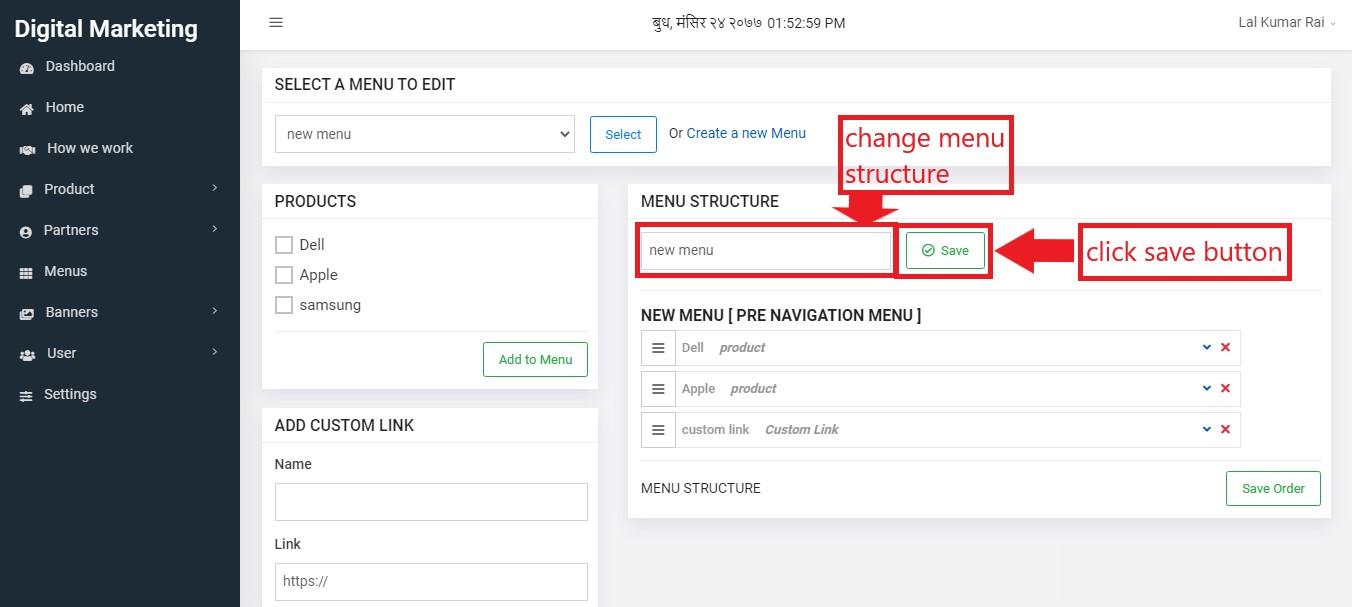 Digital Marketing
बुध, मंसिर २४ २०७७ 01:52:59 PM
Lal Kumar Rai
Dashboard
Home
How we work
Product
Partners
Menus
Banners
User
Settings
SELECT A MENU TO EDIT
new menu
Select
Or Create a new Menu
change menu
structure
PRODUCTS
Dell
Apple
samsung
Add to Menu
ADD CUSTOM LINK
Name
Link
https://
MENU STRUCTURE
new menu
Save
click save button
NEW MENU [ PRE NAVIGATION MENU ]
Dell product
Apple product
custom link Custom Link
MENU STRUCTURE
Save Order